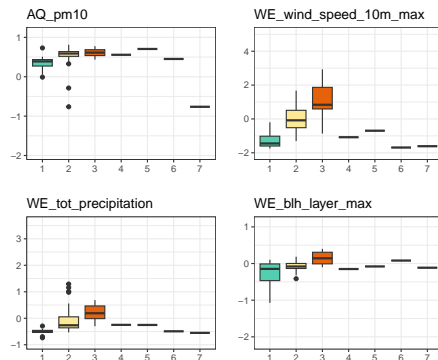 AQ_pm10
1
0
−1
−2
1 2 3 4 5 6 7
WE_wind_speed_10m_max
4
2
0
−2
1 2 3 4 5 6 7
WE_tot_precipitation
3
2
1
0
−1
1 2 3 4 5 6 7
WE_blh_layer_max
1
0
−1
−2
1 2 3 4 5 6 7